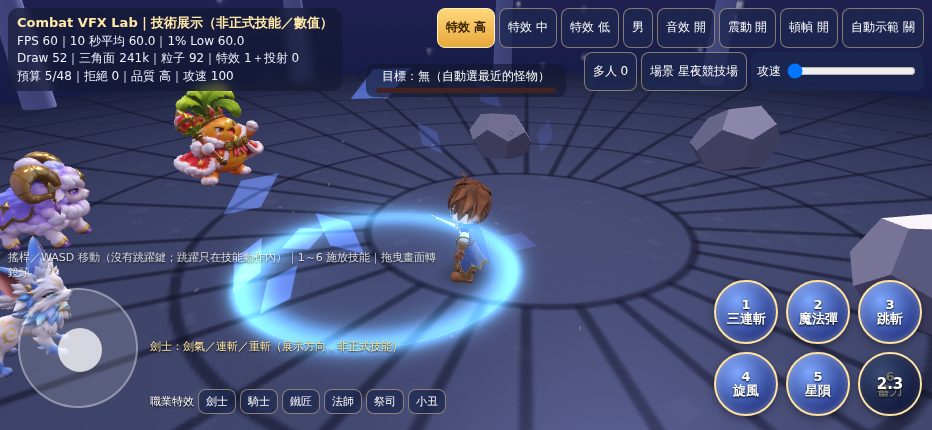 Combat VFX Lab｜技術展示（非正式技能／數值）
FPS 60｜10 秒平均 60.0｜1% Low 60.0
Draw 52｜三角面 241k｜粒子 92｜特效 1＋投射 0
預算 5/48｜拒絕 0｜品質 高｜攻速 100
特效 高
特效 中
特效 低
男
音效 開
震動 開
頓幀 開
自動示範 關
目標：無（自動選最近的怪物）
多人 0
場景 星夜競技場
攻速
搖桿／WASD 移動（沒有跳躍鍵；跳躍只在技能動作內）｜1～6 施放技能｜拖曳畫面轉
鏡頭
劍士：劍氣／連斬／重斬（展示方向，非正式技能）
職業特效
劍士
騎士
鐵匠
法師
祭司
小丑
1
三連斬
2
魔法彈
3
跳斬
4
旋風
5
星隕
6
2.3
蓄力